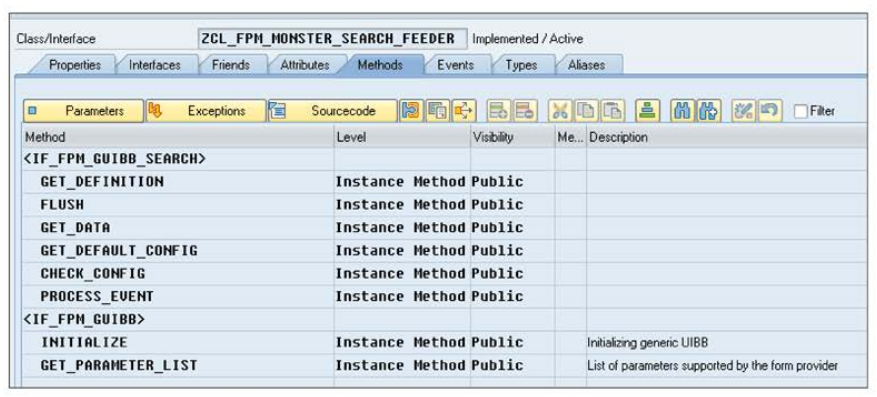 Class/Interface ZCL_FPM_MONSTER_SEARCH_FEEDER Implemented / Active
Properties Interfaces Friends Attributes Methods Events Types Aliases
Parameters Exceptions Sourcecode Filter
Method Level Visibility Me... Description
<IF_FPM_GUIBB_SEARCH>
GET_DEFINITION Instance Method Public
FLUSH Instance Method Public
GET_DATA Instance Method Public
GET_DEFAULT_CONFIG Instance Method Public
CHECK_CONFIG Instance Method Public
PROCESS_EVENT Instance Method Public
<IF_FPM_GUIBB>
INITIALIZE Instance Method Public Initializing generic UIBB
GET_PARAMETER_LIST Instance Method Public List of parameters supported by the form provider